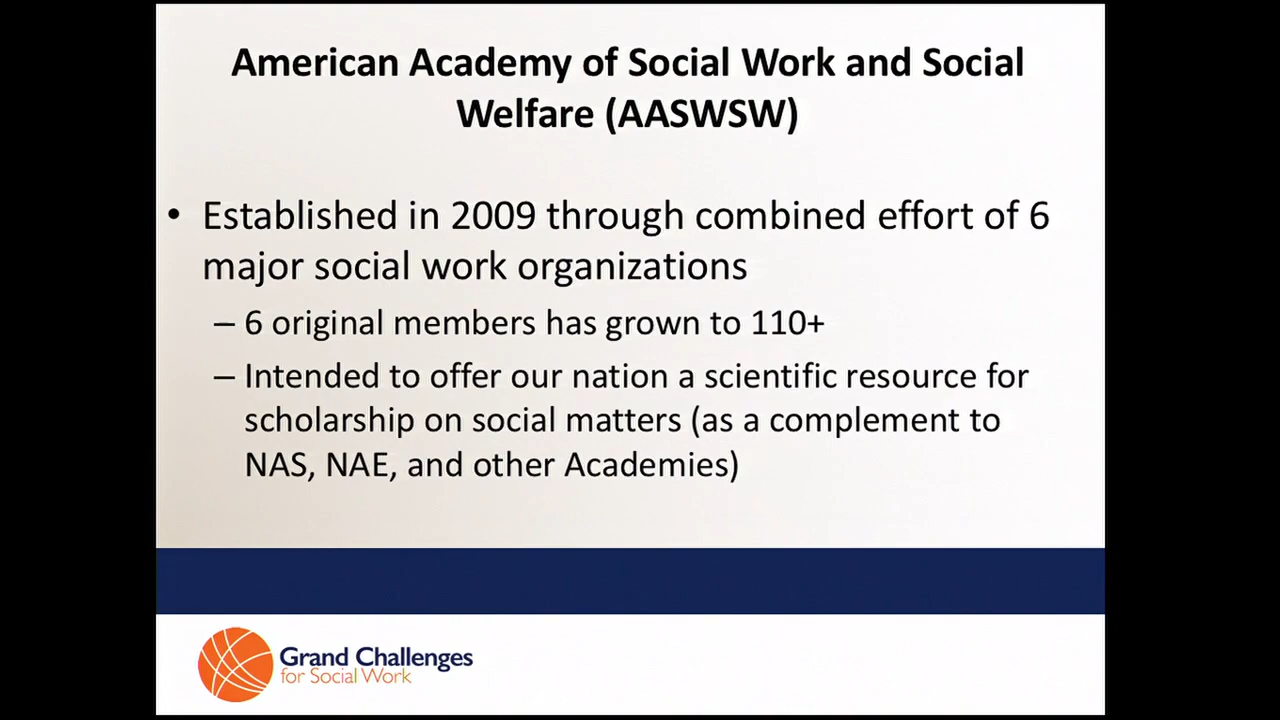 American Academy of Social Work and Social
Welfare (AASWSW)
• Established in 2009 through combined effort of 6
major social work organizations
– 6 original members has grown to 110+
– Intended to offer our nation a scientific resource for
scholarship on social matters (as a complement to
NAS, NAE, and other Academies)
Grand Challenges
for Social Work